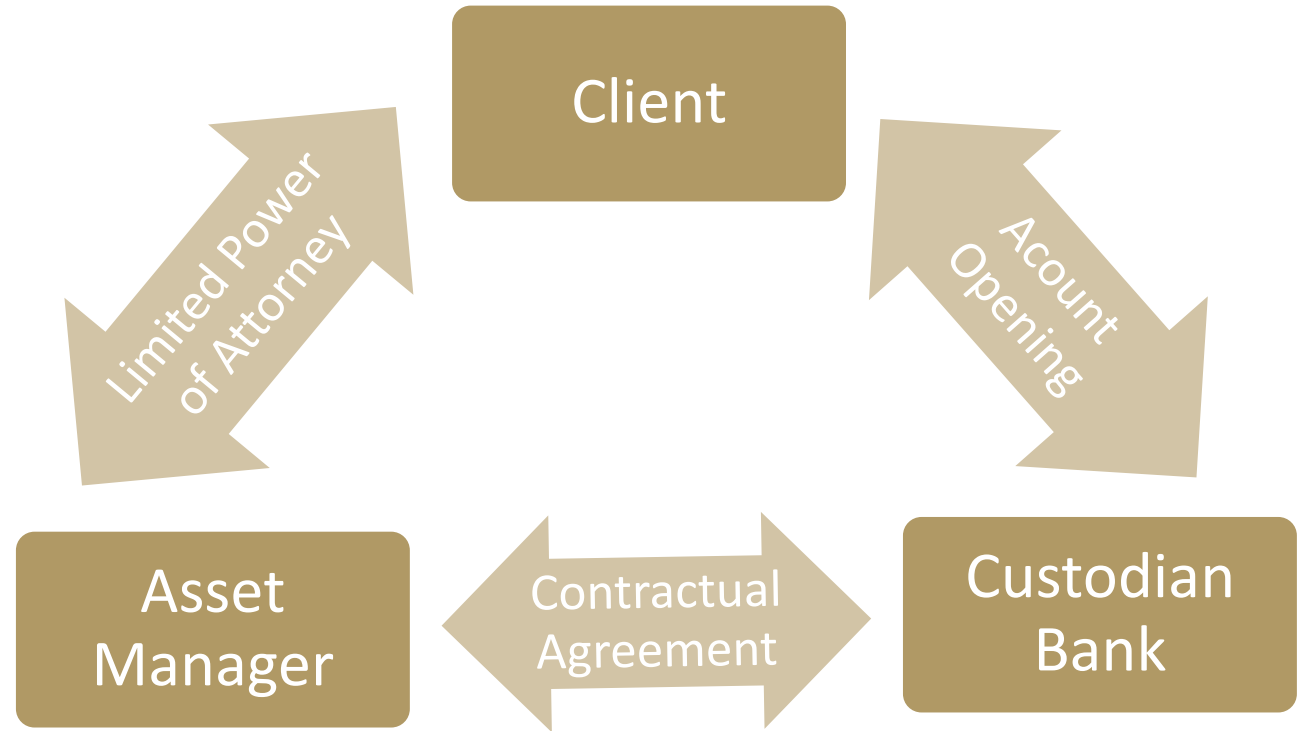 Client
Limited Power
of Attorney
Acount
Opening
Asset
Manager
Contractual
Agreement
Custodian
Bank